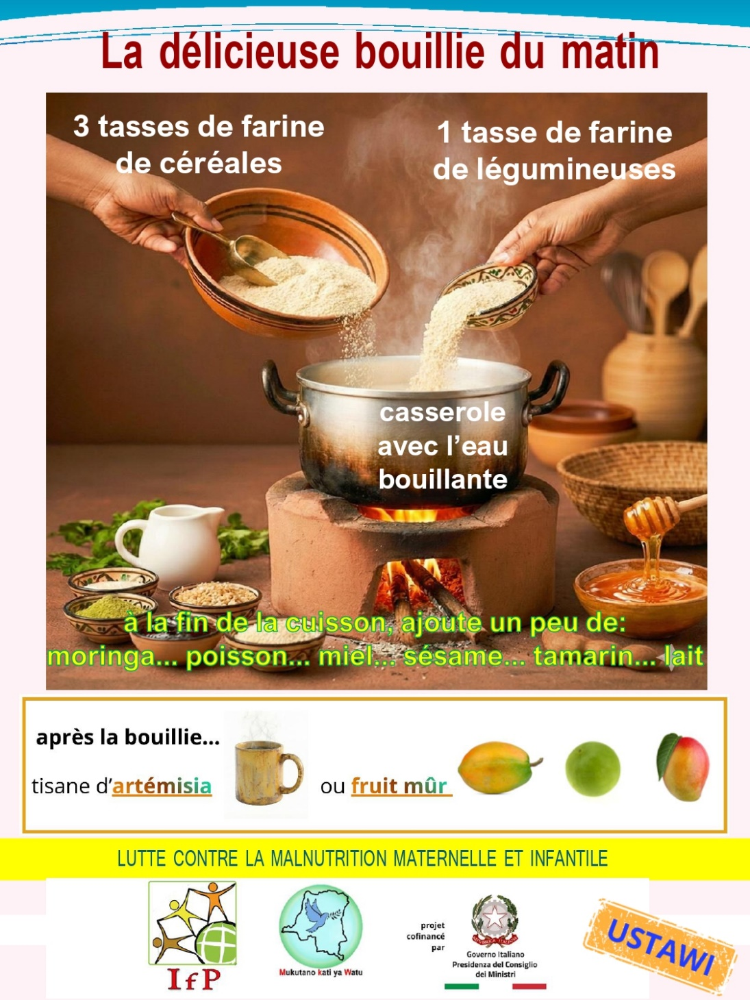 La délicieuse bouillie du matin
3 tasses de farine
de céréales
1 tasse de farine
de légumineuses
casserole
avec l'eau
bouillante
à la fin de la cuisson, ajoute un peu de:
moringa... poisson... miel... sésame... tamarin... lait
après la bouillie...
tisane d'artémisia
ou fruit mûr
LUTTE CONTRE LA MALNUTRITION MATERNELLE ET INFANTILE
IfP
Mukutano kati ya Watu
projet
cofinancé
par
REPVBBLICA ITALIANA
Governo Italiano
Presidenza del Consiglio
dei Ministri
USTAWI